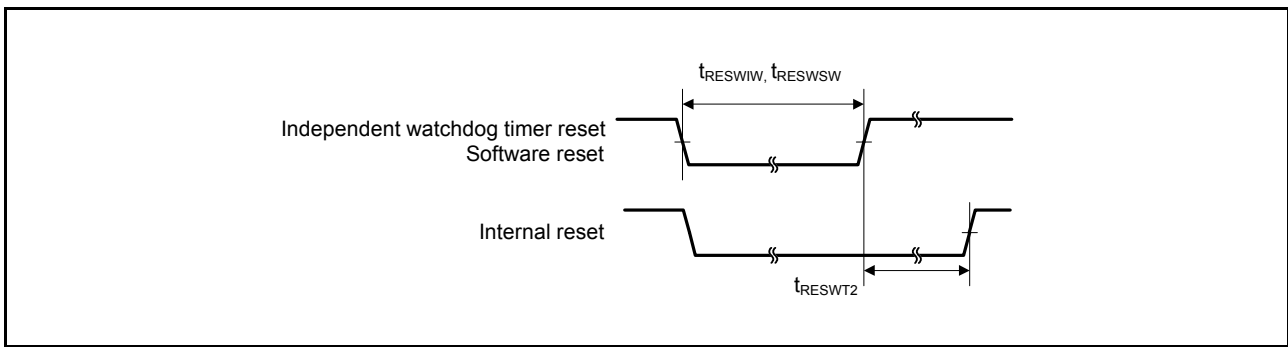 tRESWIW, tRESWSW
Independent watchdog timer reset
Software reset
Internal reset
tRESWT2